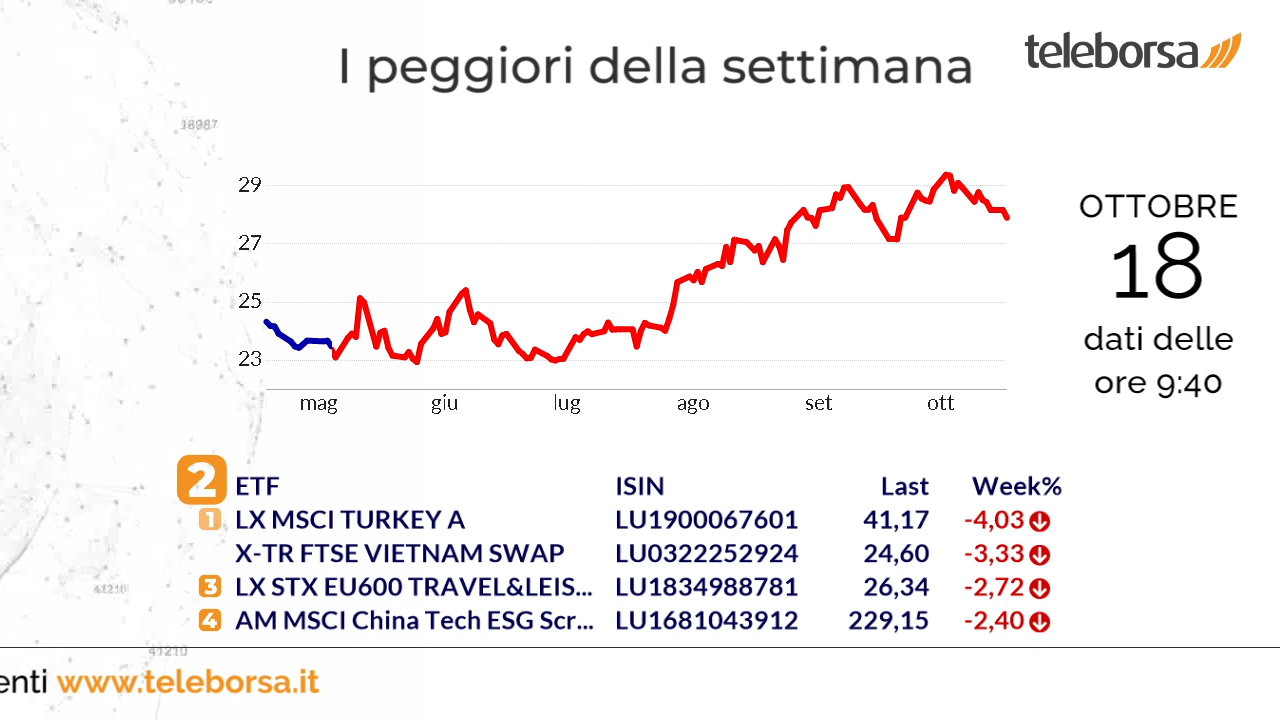 I peggiori della settimana
teleborsa
18987
29
27
25
23
mag giu lug ago set ott
OTTOBRE
18
dati delle
ore 9:40
2 ETF ISIN Last Week%
1 LX MSCI TURKEY A LU1900067601 41,17 -4,03
X-TR FTSE VIETNAM SWAP LU0322252924 24,60 -3,33
3 LX STX EU600 TRAVEL&LEIS... LU1834988781 26,34 -2,72
4 AM MSCI China Tech ESG Scr... LU1681043912 229,15 -2,40
41210
41210
enti www.teleborsa.it